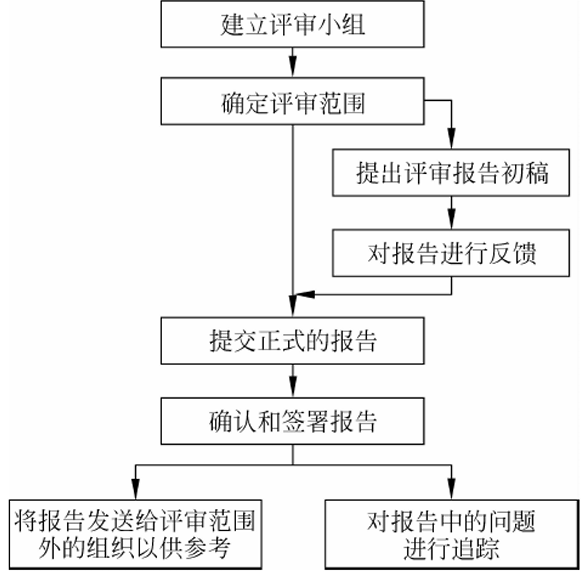 建立评审小组
确定评审范围
提出评审报告初稿
对报告进行反馈
提交正式的报告
确认和签署报告
将报告发送给评审范围
外的组织以供参考
对报告中的问题
进行追踪